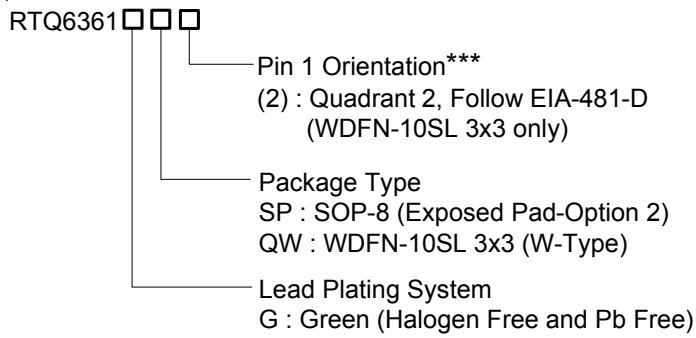 RTQ6361□□□
Pin 1 Orientation***
(2) : Quadrant 2, Follow EIA-481-D
(WDFN-10SL 3x3 only)
Package Type
SP : SOP-8 (Exposed Pad-Option 2)
QW : WDFN-10SL 3x3 (W-Type)
Lead Plating System
G : Green (Halogen Free and Pb Free)